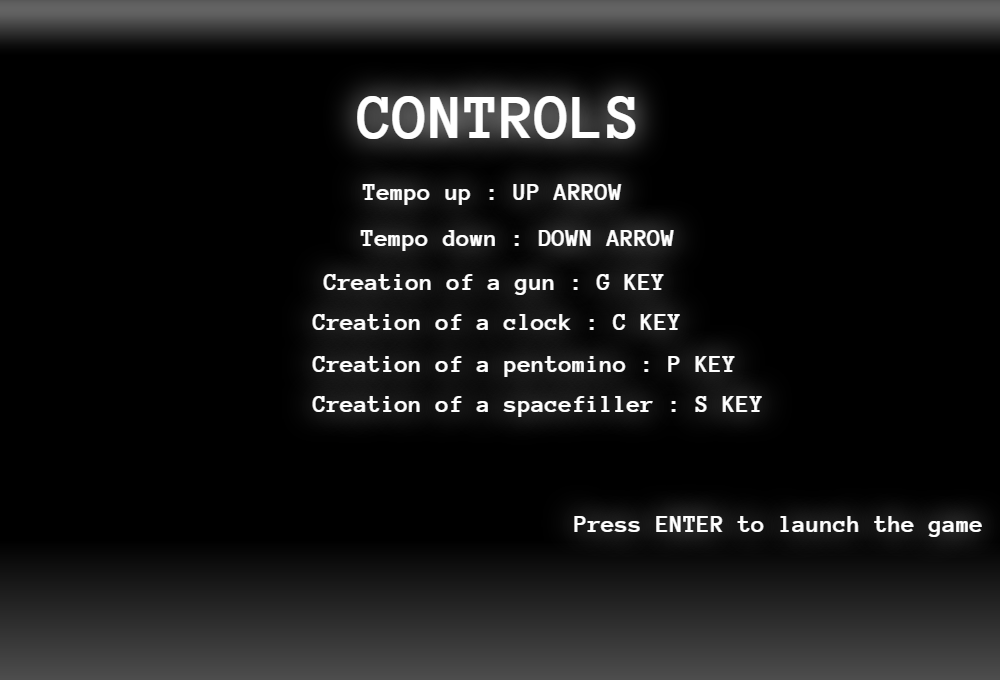 CONTROLS
Tempo up : UP ARROW
Tempo down : DOWN ARROW
Creation of a gun : G KEY
Creation of a clock : C KEY
Creation of a pentomino : P KEY
Creation of a spacefiller : S KEY
Press ENTER to launch the game